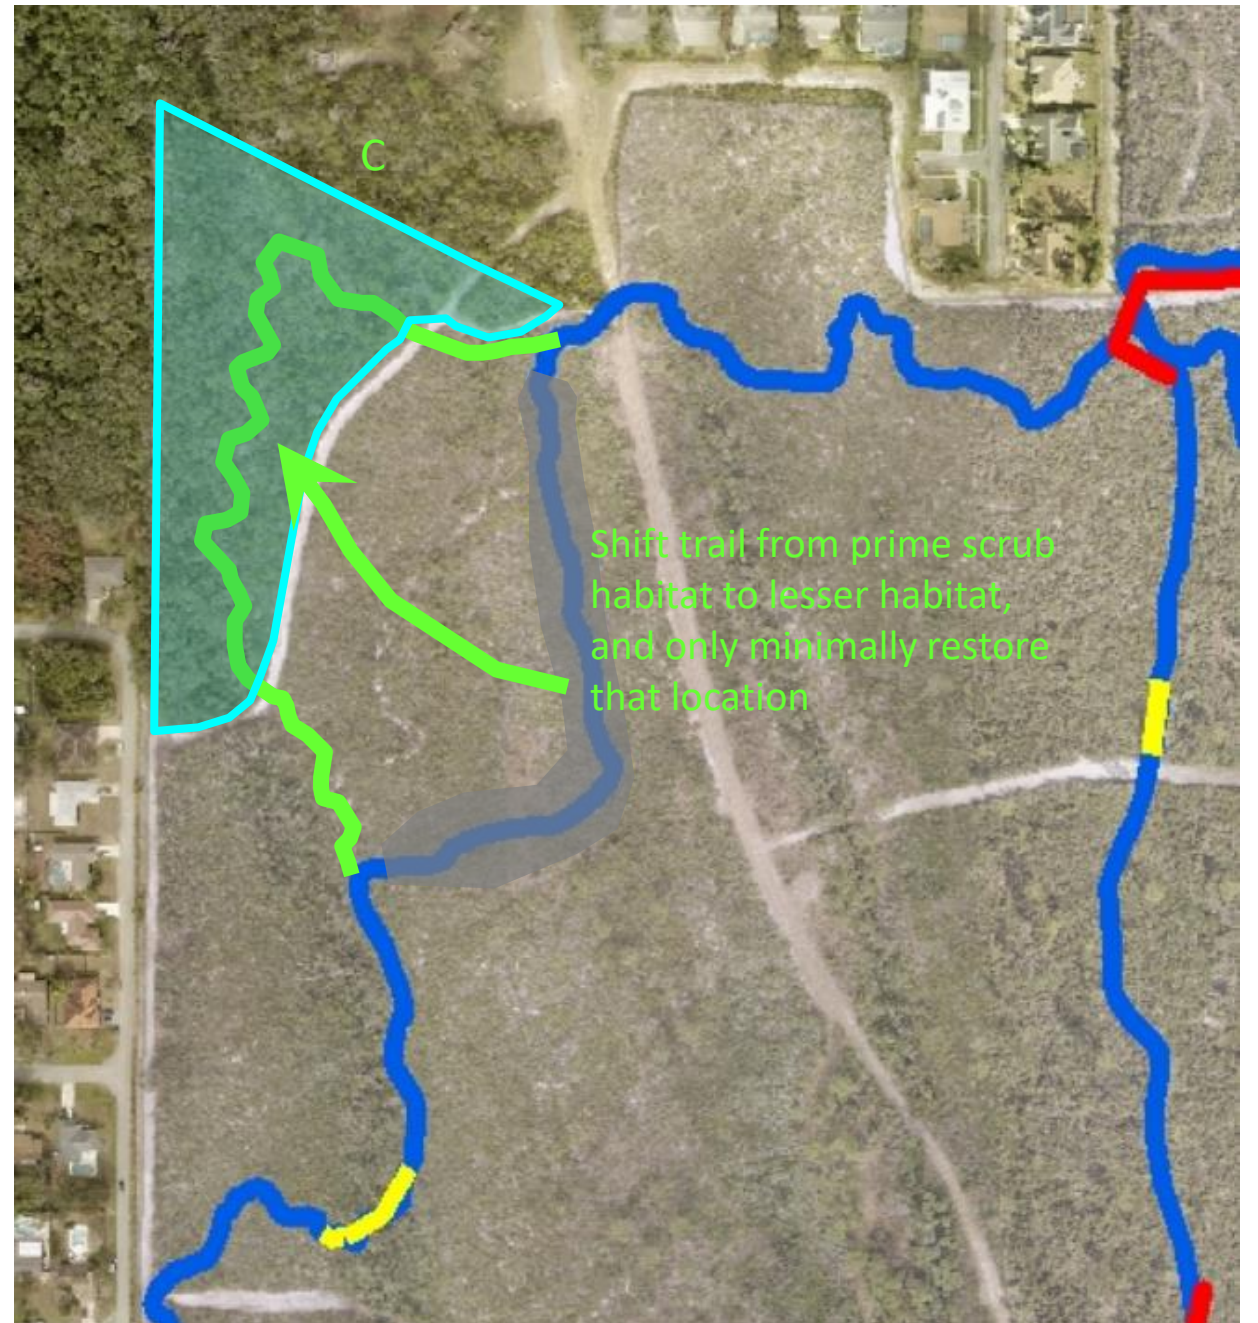 C
Shift trail from prime scrub
habitat to lesser habitat,
and only minimally restore
that location